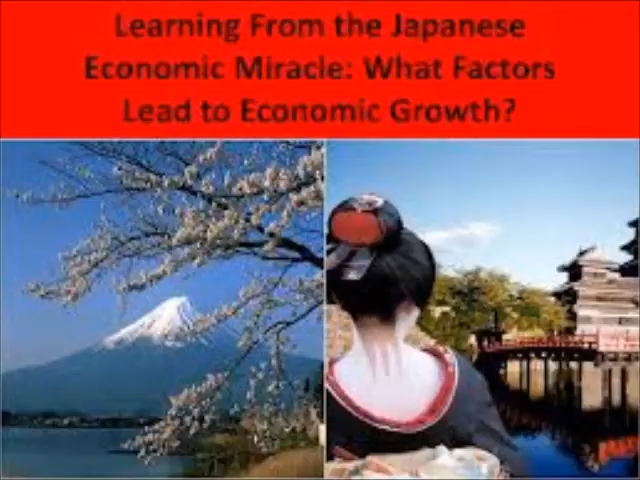 Learning From the Japanese
Economic Miracle: What Factors
Lead to Economic Growth?